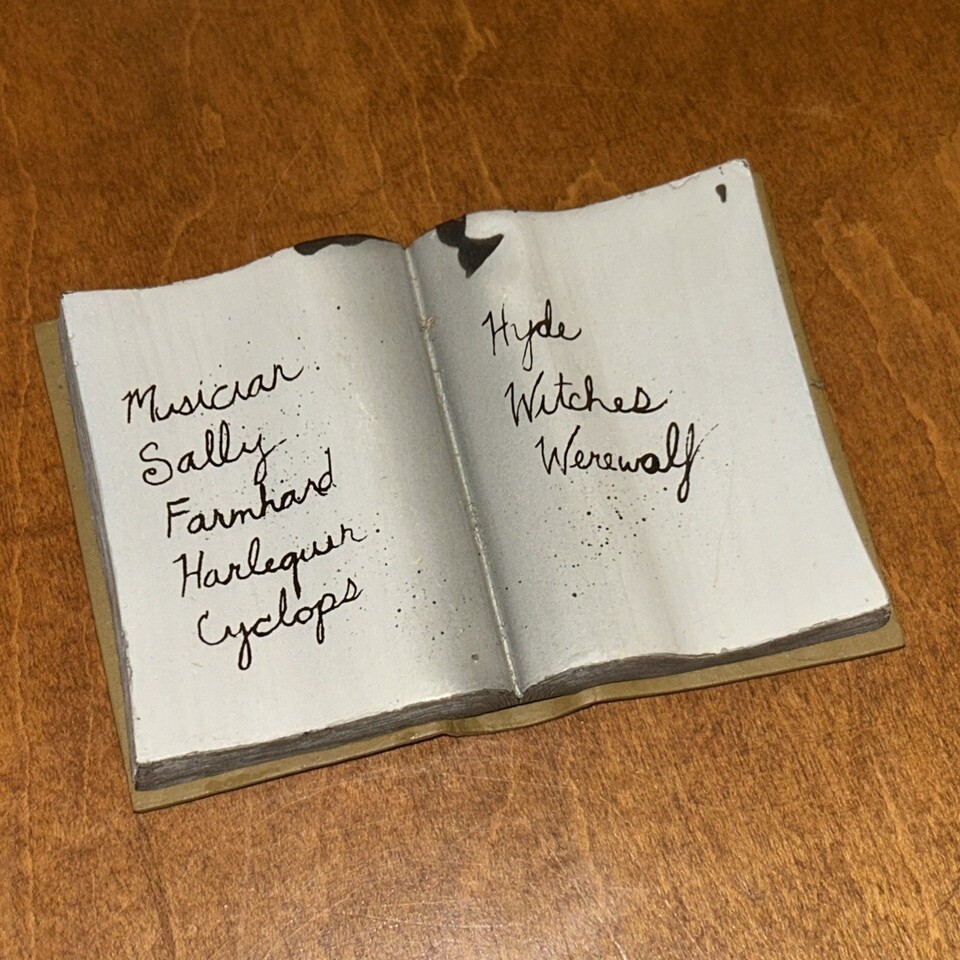 Musician
Sally
Farmhand
Harlequin
Cyclops
Hyde
Witches
Werewolf